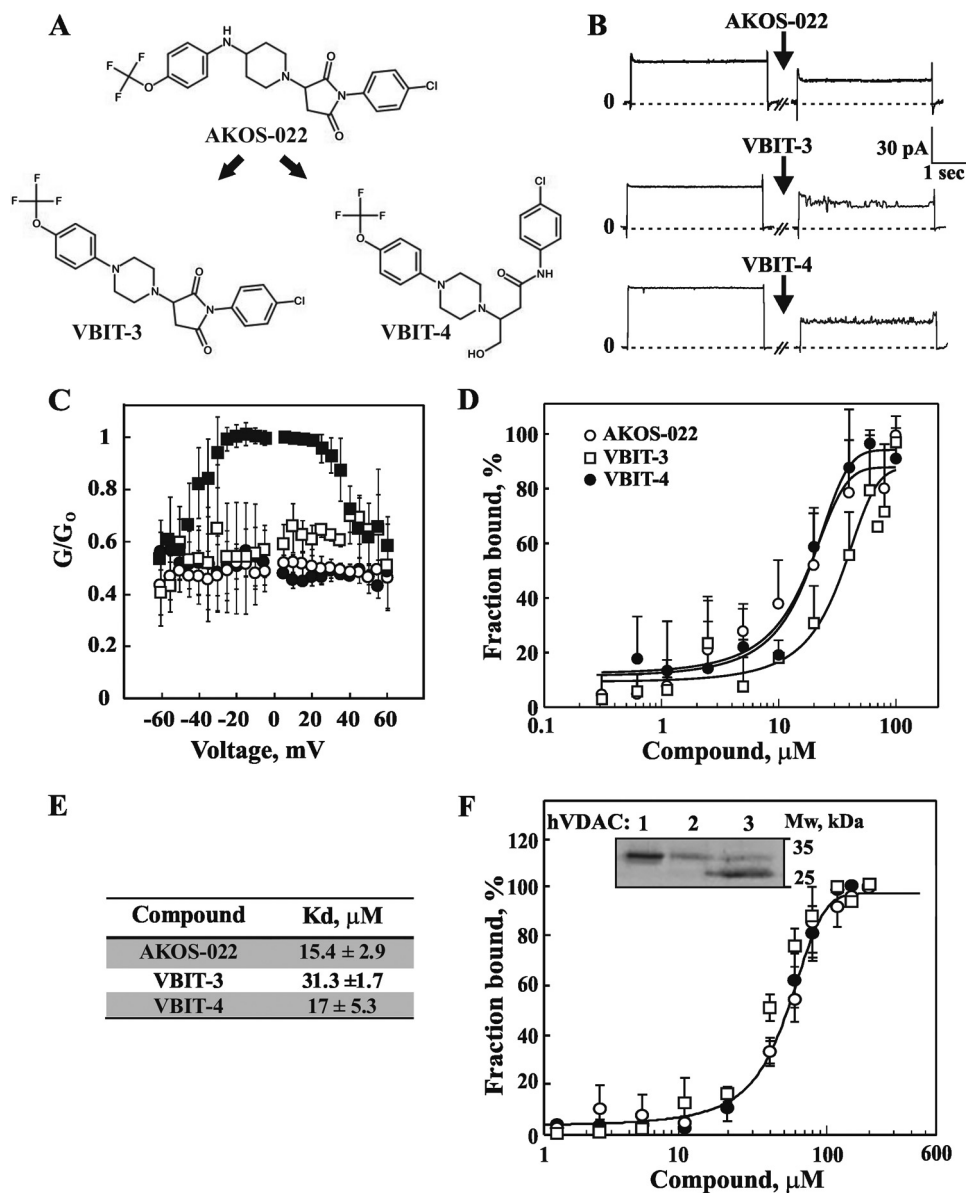 A
H
N
F
F
F
O
N
O
O
N
Cl
AKOS-022
F
F
F
O
N
N
O
O
N
Cl
VBIT-3
F
F
F
O
N
N
O
NH
Cl
HO
VBIT-4
B
AKOS-022
0
30 pA
1 sec
VBIT-3
0
VBIT-4
0
C
1
0.8
0.6
0.4
0.2
0
G/Go
-60 -40 -20 0 20 40 60
Voltage, mV
D
AKOS-022
VBIT-3
VBIT-4
100
80
60
40
20
0
Fraction bound, %
0.1 1 10 100
Compound, μM
E
Compound Kd, μM
AKOS-022 15.4 ± 2.9
VBIT-3 31.3 ±1.7
VBIT-4 17 ± 5.3
F
hVDAC: 1 2 3 Mw, kDa
35
25
120
100
80
60
40
20
0
Fraction bound, %
1 10 100 600
Compound, μM